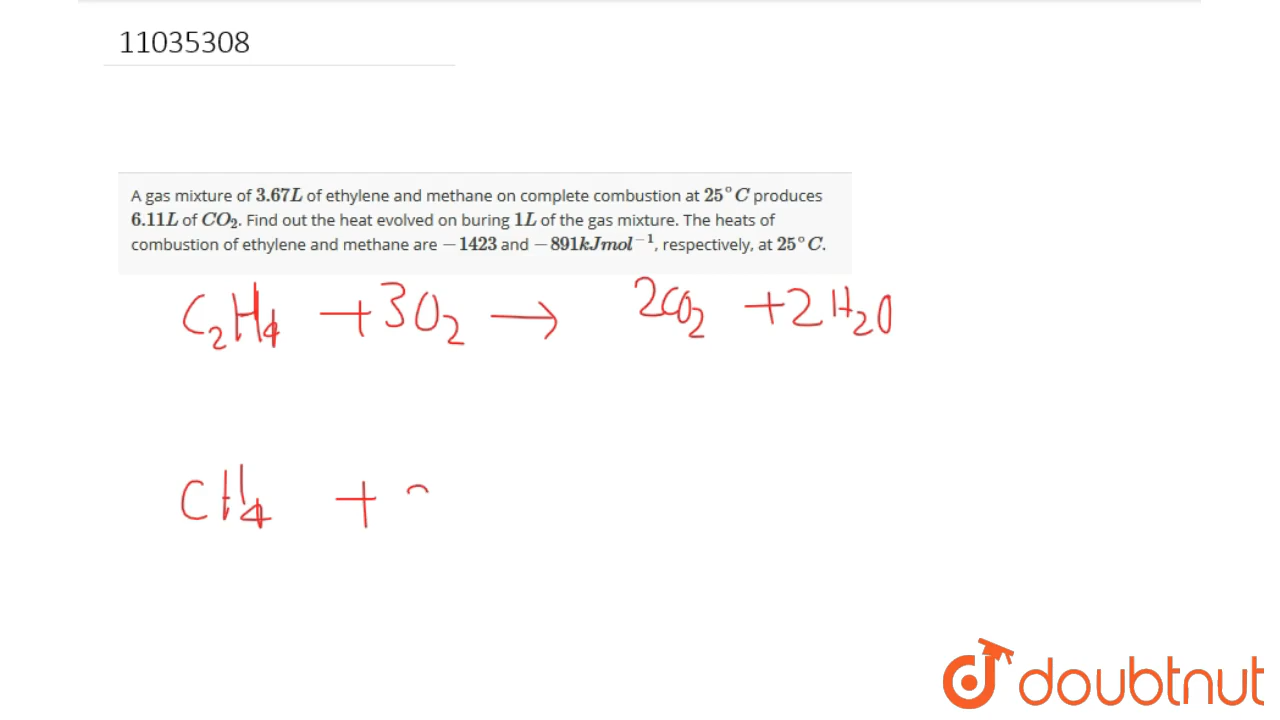 11035308
A gas mixture of 3.67L of ethylene and methane on complete combustion at 25°C produces
6.11L of CO₂. Find out the heat evolved on buring 1L of the gas mixture. The heats of
combustion of ethylene and methane are −1423 and −891kJmol⁻¹, respectively, at 25°C.
C₂H₄ + 3O₂ → 2CO₂ + 2H₂O
CH₄ +
doubtnut